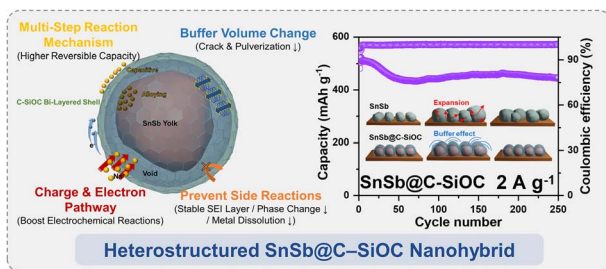 Multi-Step Reaction
Mechanism
(Higher Reversible Capacity)
Buffer Volume Change
(Crack & Pulverization ↓)
C-SiOC Bi-Layered Shell
Capacitive
Alloying
SnSb Yolk
Void
e⁻
Charge & Electron
Pathway
(Boost Electrochemical Reactions)
Prevent Side Reactions
(Stable SEI Layer / Phase Change ↓
/ Metal Dissolution ↓)
Capacity (mAh g⁻¹)
600
400
200
0
0 50 100 150 200 250
Cycle number
Coulombic efficiency (%)
100
80
60
40
20
0
SnSb
Expansion
SnSb@C-SiOC
Buffer effect
SnSb@C-SiOC 2 A g⁻¹
Heterostructured SnSb@C–SiOC Nanohybrid